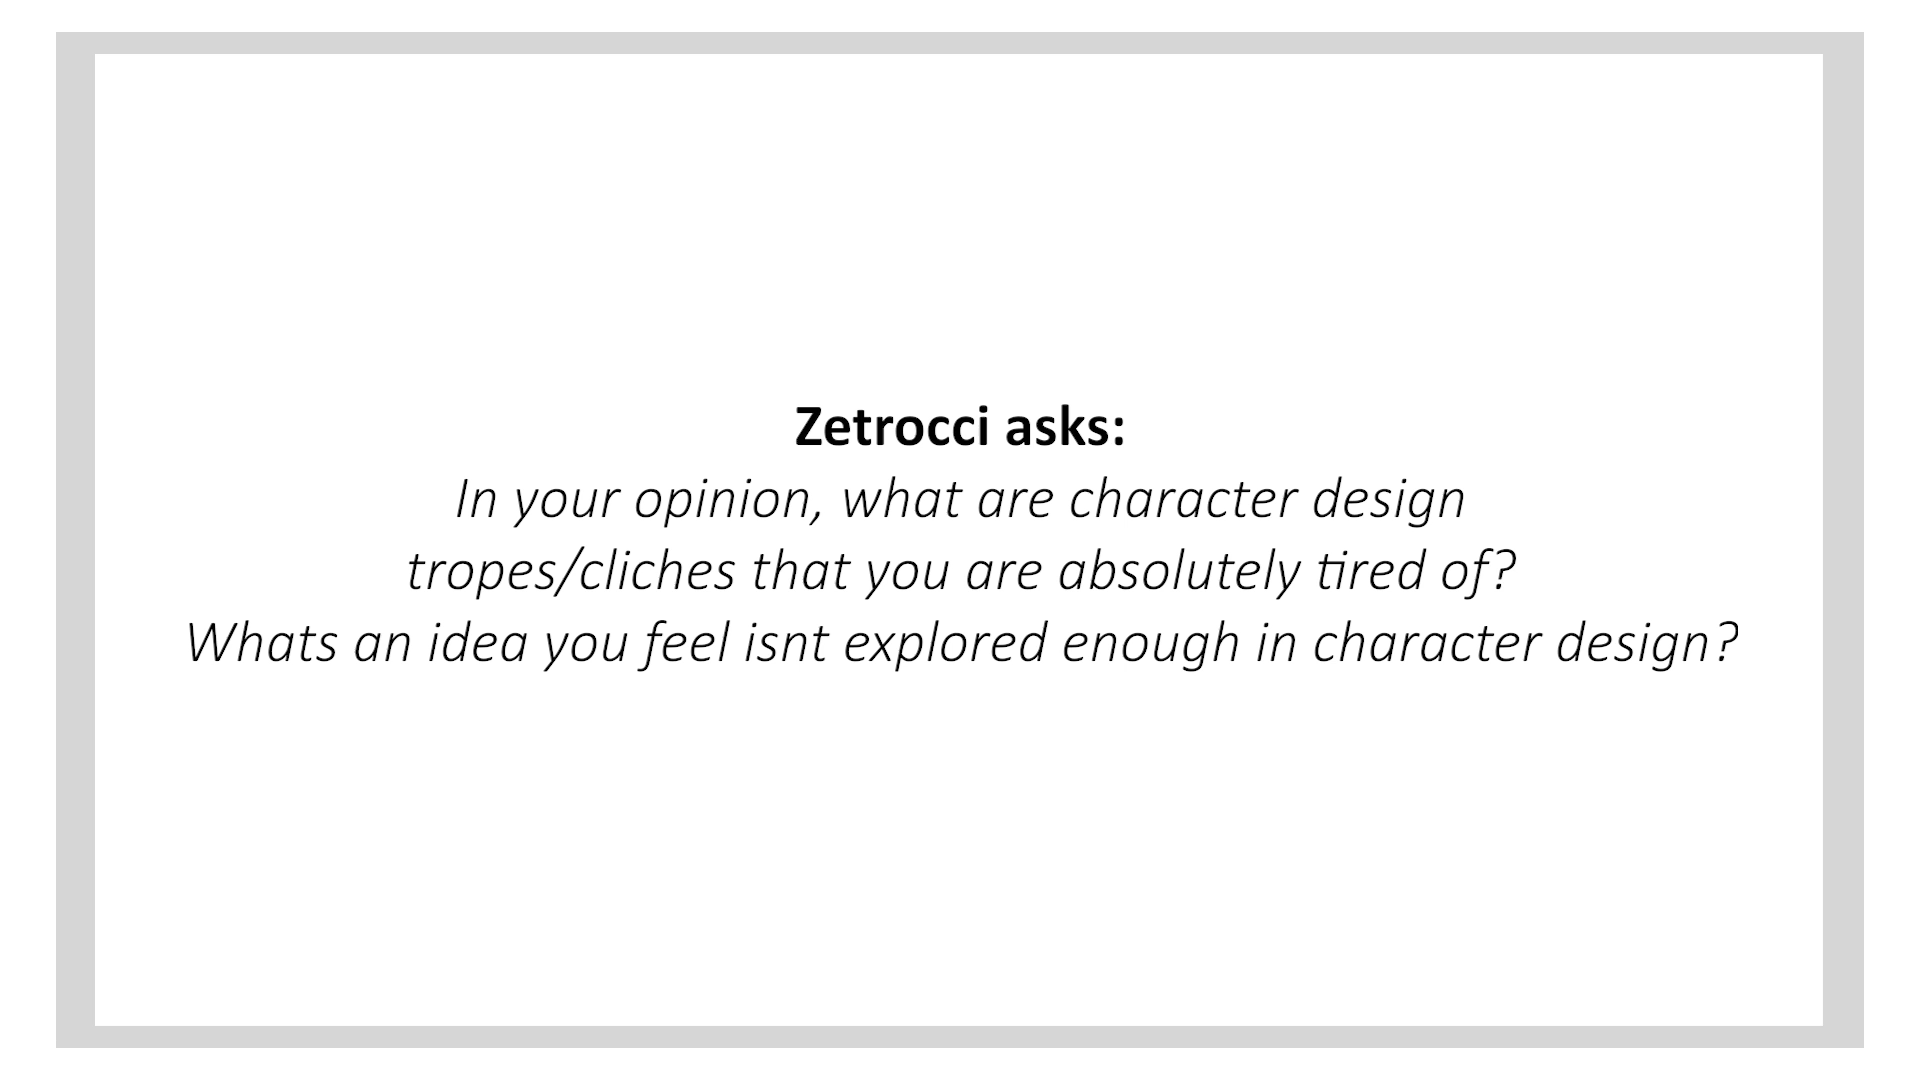 Zetrocci asks:
In your opinion, what are character design
tropes/cliches that you are absolutely tired of?
Whats an idea you feel isnt explored enough in character design?